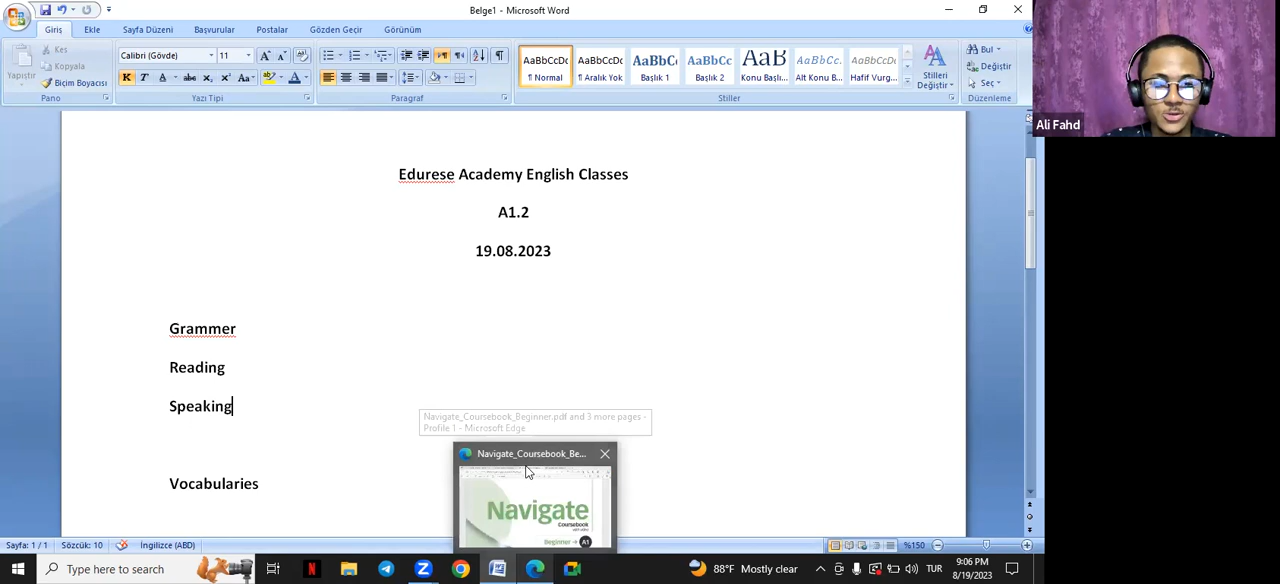 Belge1 - Microsoft Word
Giriş Ekle Sayfa Düzeni Başvurular Postalar Gözden Geçir Görünüm
Yapıştır
Kes
Kopyala
Biçim Boyacısı
Pano
Calibri (Gövde) 11
K T A abc x₂ x² Aa
Yazı Tipi
Paragraf
AaBbCcDc AaBbCcDc AaBbCc AaBbCc AaB AaBbCc. AaBbCcDc
¶ Normal ¶ Aralık Yok Başlık 1 Başlık 2 Konu Başlı... Alt Konu B... Hafif Vurg...
Stiller
Stilleri Değiştir
Bul
Değiştir
Seç
Düzenleme
Ali Fahd
Edurese Academy English Classes
A1.2
19.08.2023
Grammer
Reading
Speaking
Navigate_Coursebook_Beginner.pdf and 3 more pages -
Profile 1 - Microsoft Edge
Navigate_Coursebook_Be...
Navigate
Coursebook
Beginner A1
Vocabularies
Sayfa: 1 / 1 Sözcük: 10 İngilizce (ABD) %150
Type here to search
88°F Mostly clear
TUR
9:06 PM
8/19/2023